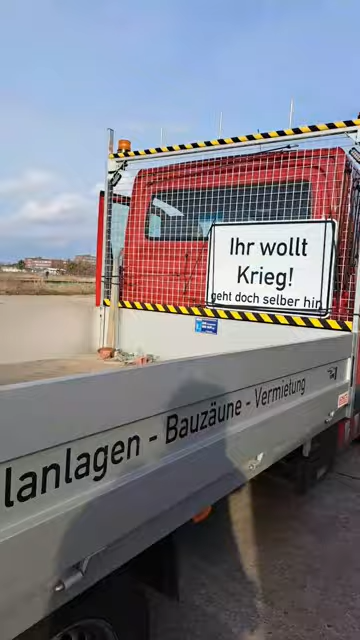 Ihr wollt
Krieg!
geht doch selber hin
lanlagen - Bauzäune - Vermietung